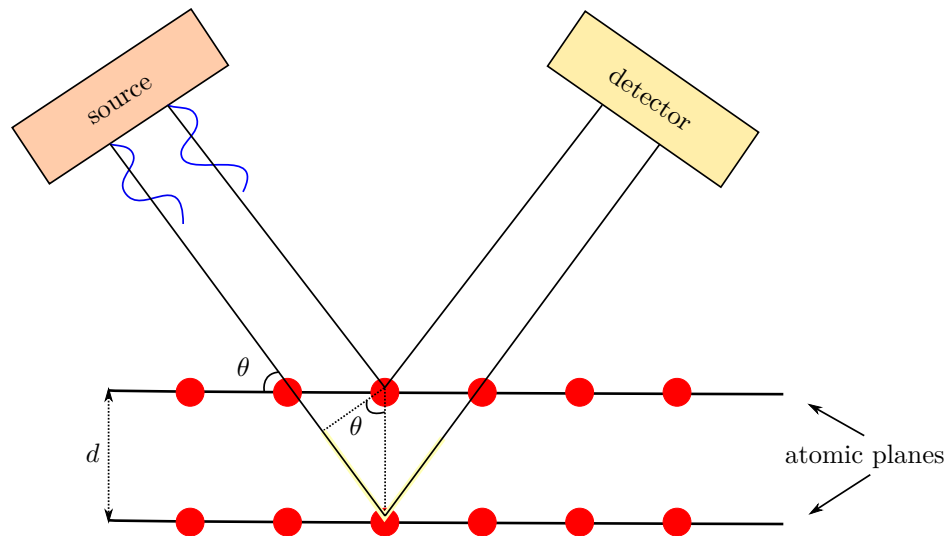 source
detector
θ
θ
d
atomic planes